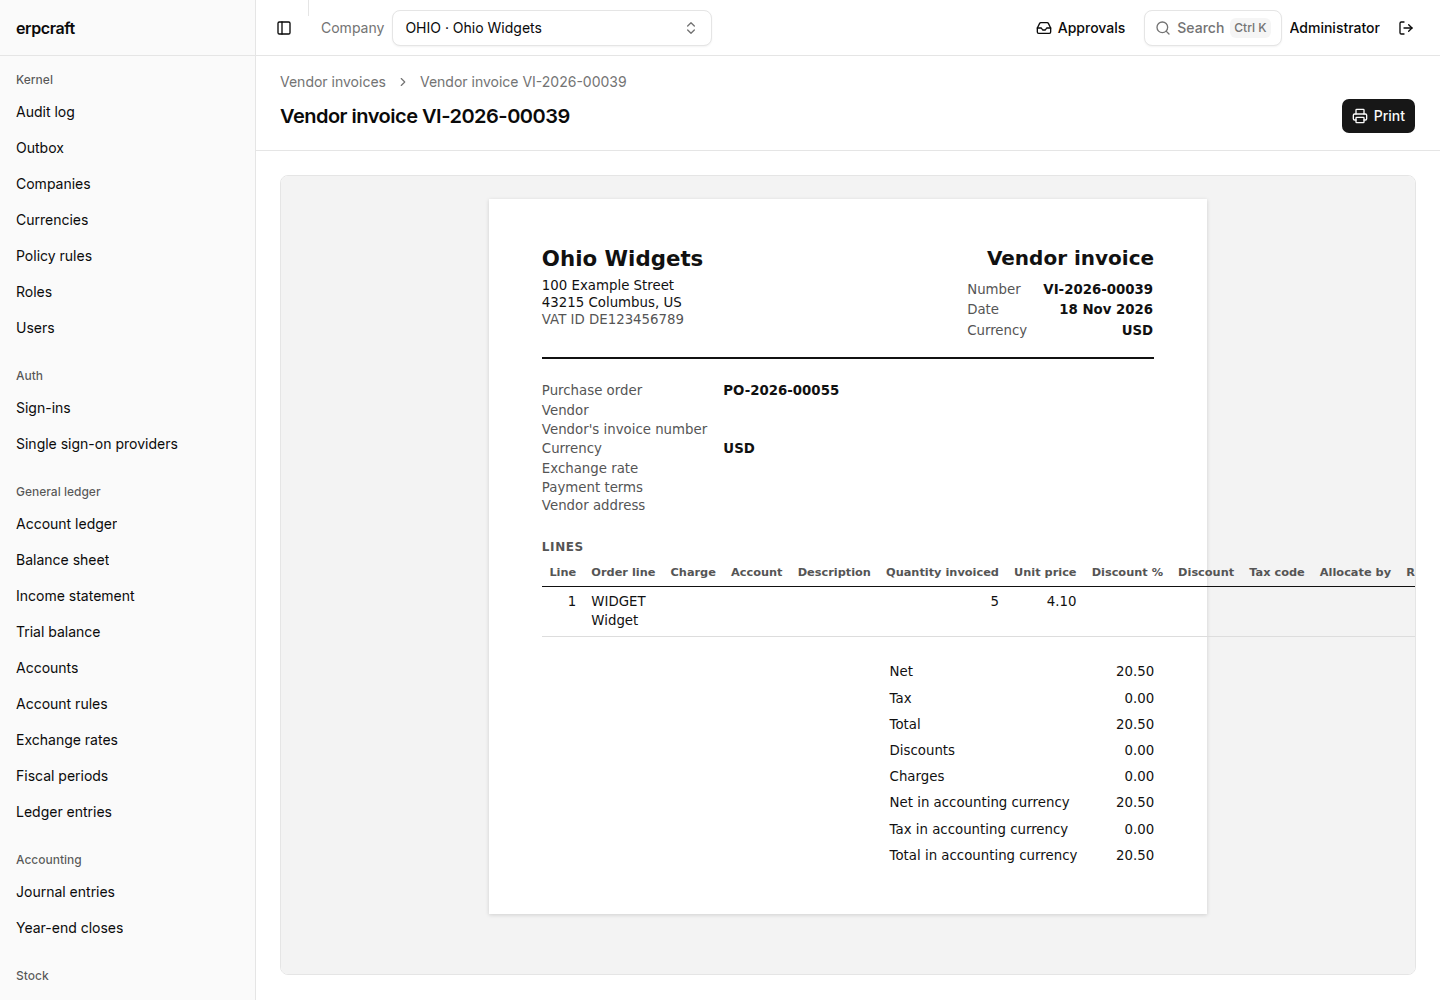 erpcraft
Company
OHIO · Ohio Widgets
Approvals
Search Ctrl K
Administrator
Kernel
Audit log
Outbox
Companies
Currencies
Policy rules
Roles
Users
Auth
Sign-ins
Single sign-on providers
General ledger
Account ledger
Balance sheet
Income statement
Trial balance
Accounts
Account rules
Exchange rates
Fiscal periods
Ledger entries
Accounting
Journal entries
Year-end closes
Stock
Vendor invoices > Vendor invoice VI-2026-00039
Vendor invoice VI-2026-00039
Print
Ohio Widgets
100 Example Street
43215 Columbus, US
VAT ID DE123456789
Vendor invoice
Number VI-2026-00039
Date 18 Nov 2026
Currency USD
Purchase order PO-2026-00055
Vendor
Vendor's invoice number
Currency USD
Exchange rate
Payment terms
Vendor address
LINES
Line Order line Charge Account Description Quantity invoiced Unit price Discount % Discount Tax code Allocate by R
1 WIDGET 5 4.10
Widget
Net 20.50
Tax 0.00
Total 20.50
Discounts 0.00
Charges 0.00
Net in accounting currency 20.50
Tax in accounting currency 0.00
Total in accounting currency 20.50